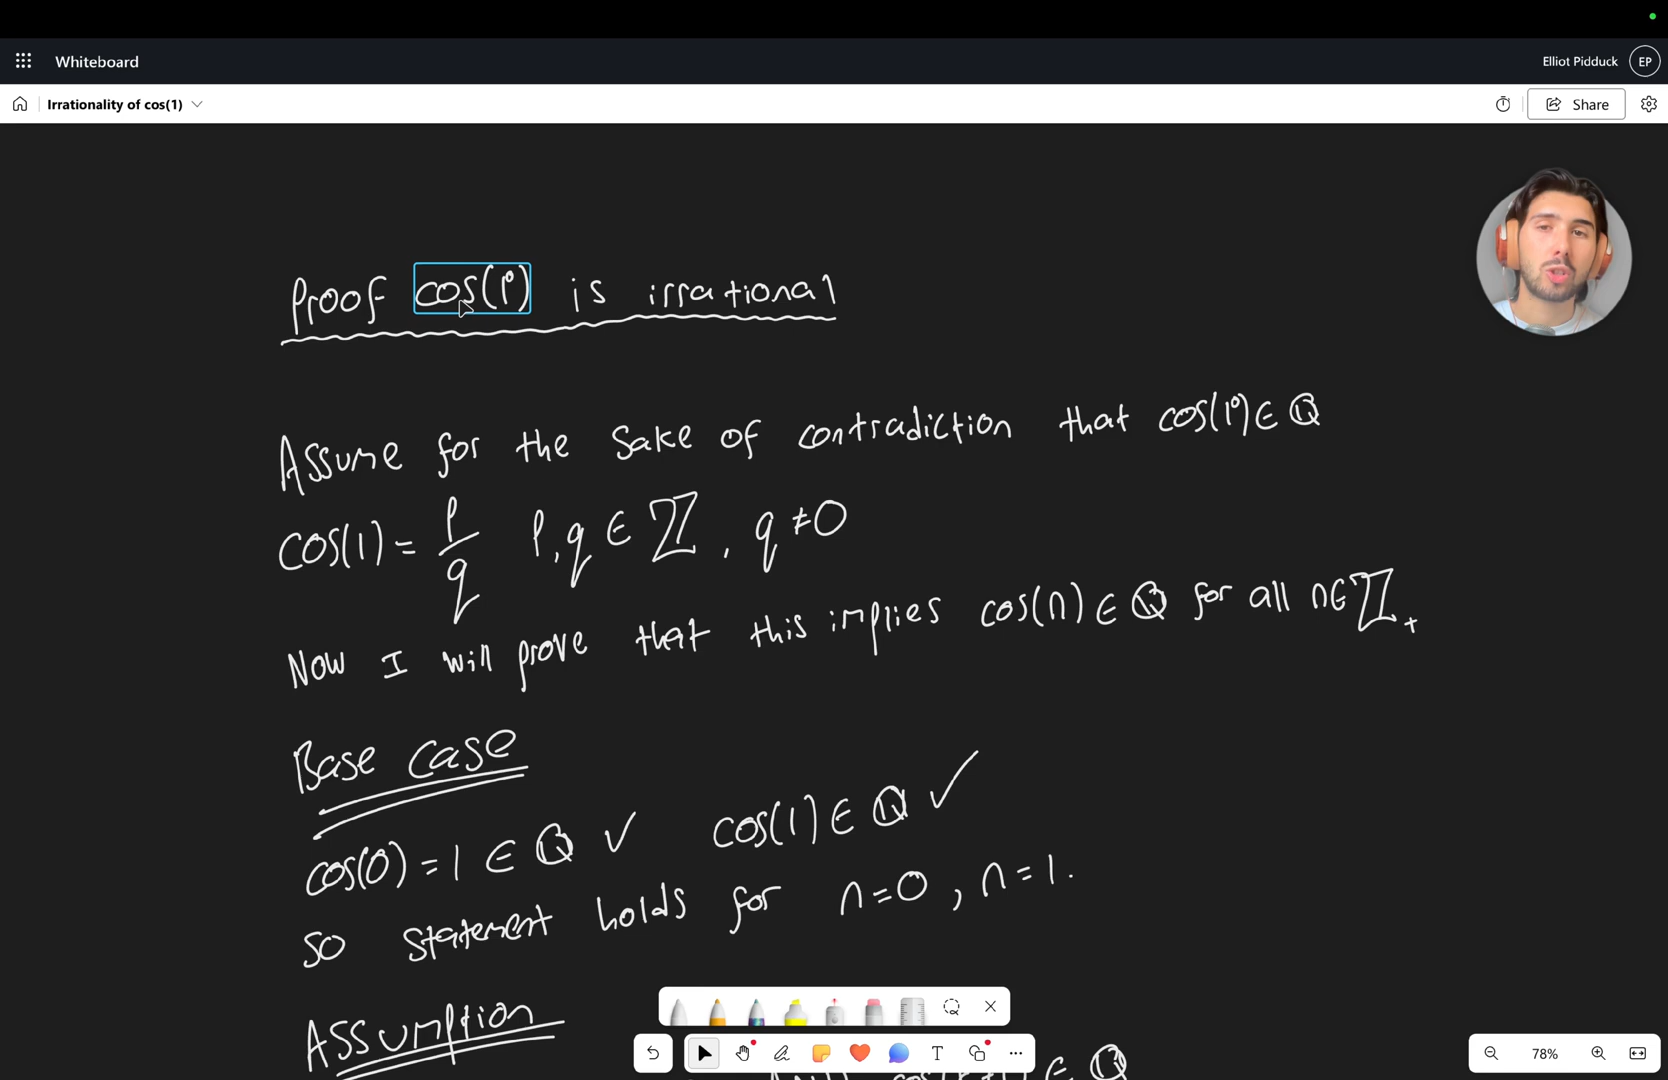 Whiteboard
Elliot Pidduck
EP
Irrationality of cos(1)
Share
Proof cos(1°) is irrational
Assume for the sake of contradiction that cos(1°) ∈ ℚ
cos(1) = p/q p, q ∈ ℤ, q ≠ 0
Now I will prove that this implies cos(n) ∈ ℚ for all n ∈ ℤ₊
Base case
cos(0) = 1 ∈ ℚ ✓ cos(1) ∈ ℚ ✓
so statement holds for n = 0, n = 1.
Assumption
∈ ℚ
T
78%